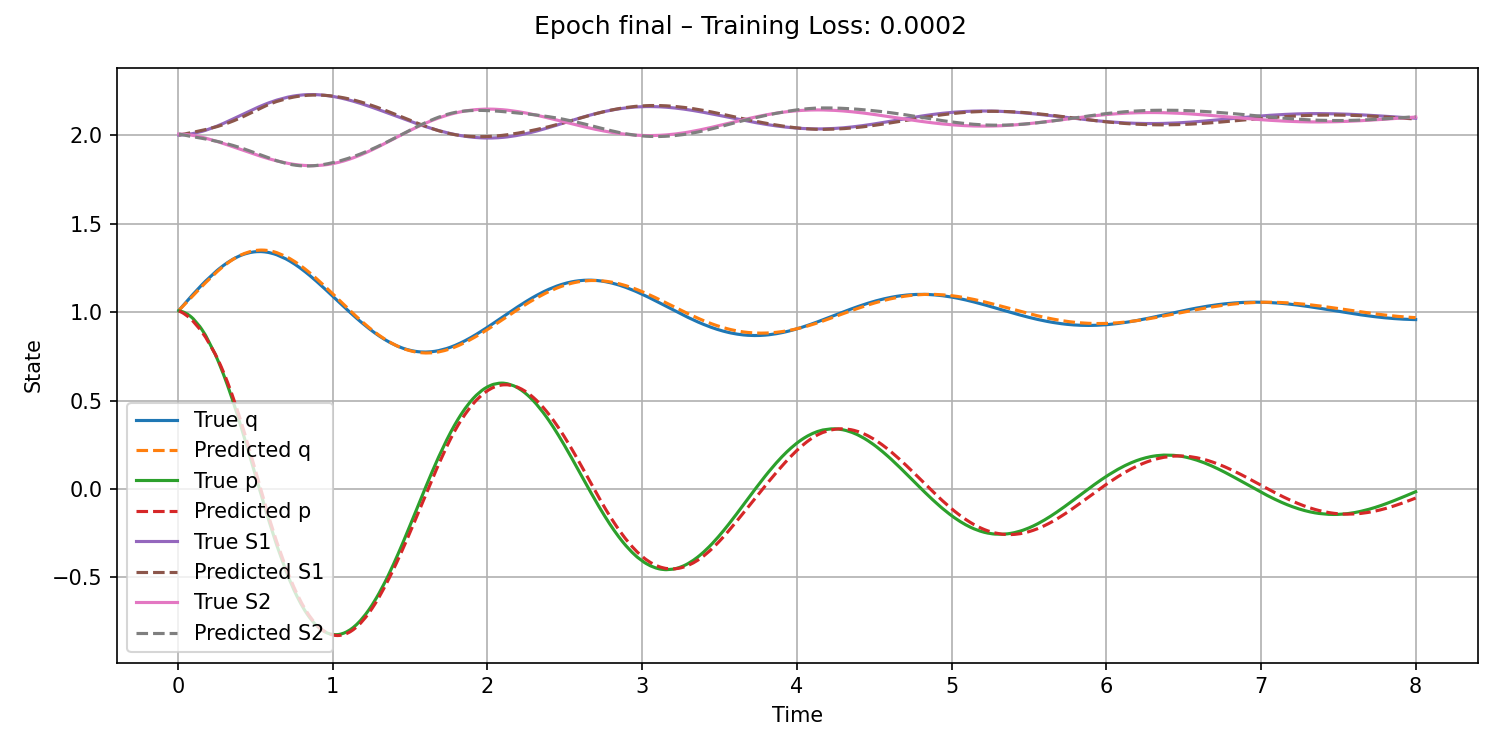 Epoch final – Training Loss: 0.0002
State
2.0
1.5
1.0
0.5
0.0
−0.5
True q
Predicted q
True p
Predicted p
True S1
Predicted S1
True S2
Predicted S2
0 1 2 3 4 5 6 7 8
Time